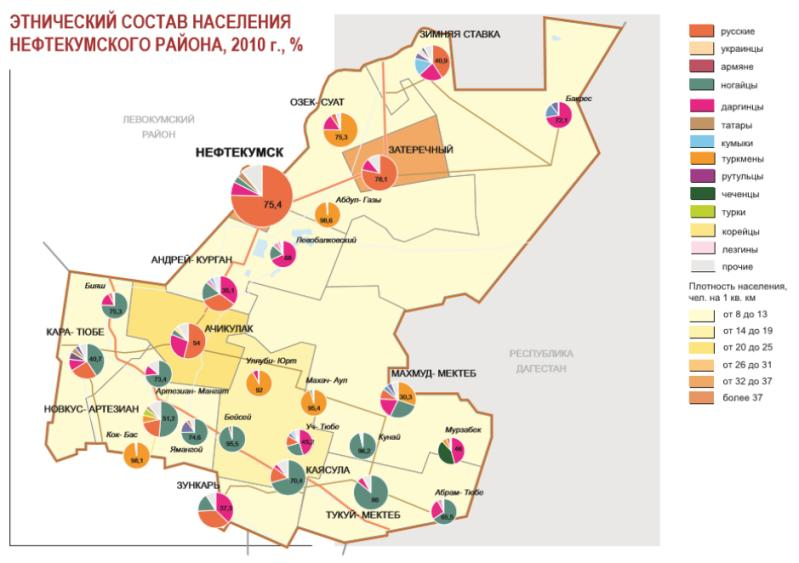 ЭТНИЧЕСКИЙ СОСТАВ НАСЕЛЕНИЯ
НЕФТЕКУМСКОГО РАЙОНА, 2010 г., %
ЗИМНЯЯ СТАВКА
40,9
ОЗЕК- СУАТ
75,3
Бакрес
72,1
ЛЕВОКУМСКИЙ
РАЙОН
НЕФТЕКУМСК
75,4
ЗАТЕРЕЧНЫЙ
78,1
Абдул- Газы
98,6
Левобалковский
68
АНДРЕЙ- КУРГАН
35,1
Бияш
75,3
КАРА- ТЮБЕ
40,7
АЧИКУЛАК
54
РЕСПУБЛИКА
ДАГЕСТАН
Уллуби- Юрт
92
Махач- Аул
95,4
МАХМУД- МЕКТЕБ
30,3
73,4
Артезиан- Мангит
НОВКУС- АРТЕЗИАН
51,2
Кок- Бас
98,1
74,6
Ямангой
Бейсей
95,5
Уч- Тюбе
45,2
Кунай
96,2
Мурзабек
46
КАЯСУЛА
70,4
ЗУНКАРЬ
37,3
86
ТУКУЙ- МЕКТЕБ
Абрам- Тюбе
65,5
русские
украинцы
армяне
ногайцы
даргинцы
татары
кумыки
туркмены
рутульцы
чеченцы
турки
корейцы
лезгины
прочие
Плотность населения,
чел. на 1 кв. км
от 8 до 13
от 14 до 19
от 20 до 25
от 26 до 31
от 32 до 37
более 37